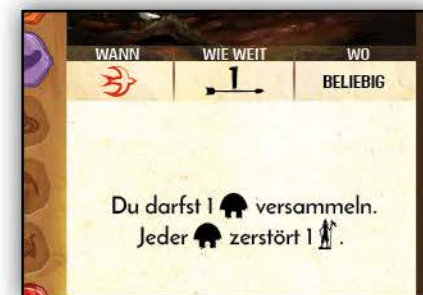 WANN WIE WEIT WO
1 BELIEBIG
Du darfst 1 versammeln.
Jeder zerstört 1 .